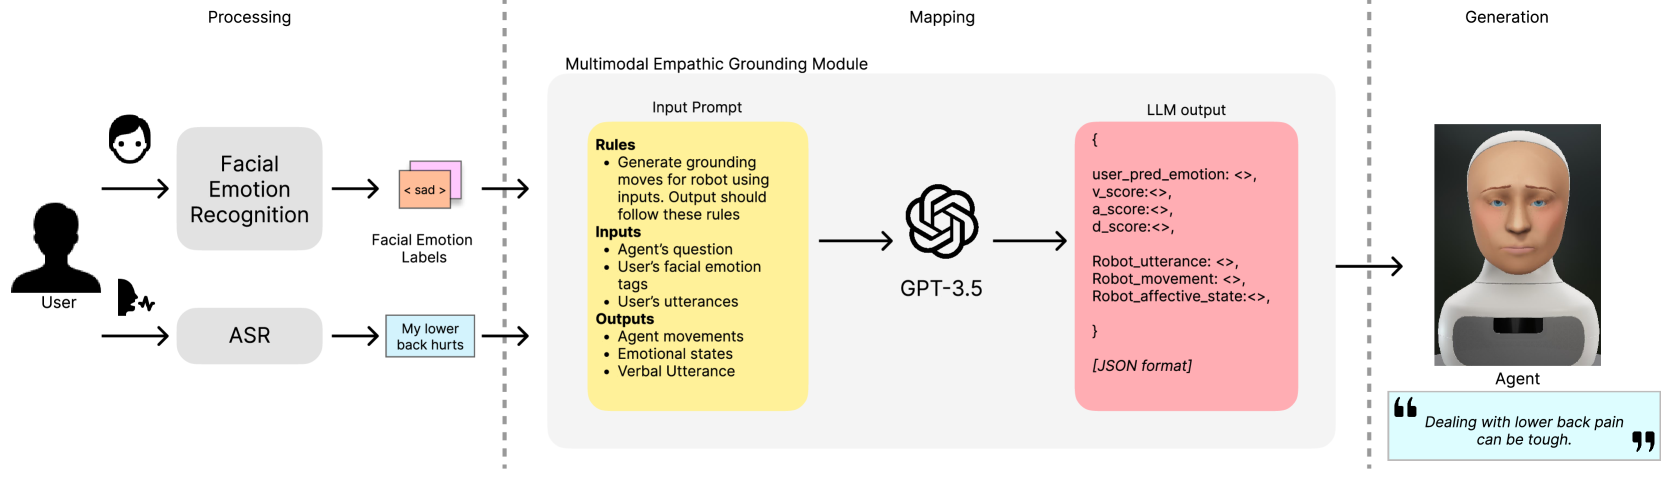 Processing
Mapping
Generation
Multimodal Empathic Grounding Module
Input Prompt
LLM output
Facial
Emotion
Recognition
< sad >
Facial Emotion
Labels
User
ASR
My lower
back hurts
Rules
• Generate grounding
moves for robot using
inputs. Output should
follow these rules
Inputs
• Agent's question
• User's facial emotion
tags
• User's utterances
Outputs
• Agent movements
• Emotional states
• Verbal Utterance
GPT-3.5
{
user_pred_emotion: <>,
v_score:<>,
a_score:<>,
d_score:<>,
Robot_utterance: <>,
Robot_movement: <>,
Robot_affective_state:<>,
}
[JSON format]
Agent
❝ Dealing with lower back pain
can be tough. ❞